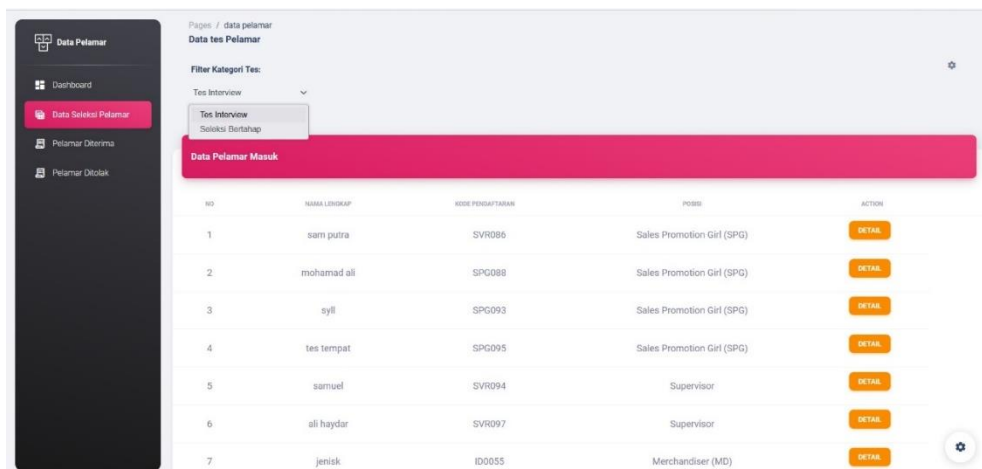 Data Pelamar
Dashboard
Data Seleksi Pelamar
Pelamar Diterima
Pelamar Ditolak
Pages / data pelamar
Data tes Pelamar
Filter Kategori Tes:
Tes Interview
Tes Interview
Seleksi Bertahap
Data Pelamar Masuk
NO NAMA LENGKAP KODE PENDAFTARAN POSISI ACTION
1 sam putra SVR086 Sales Promotion Girl (SPG) DETAIL
2 mohamad ali SPG088 Sales Promotion Girl (SPG) DETAIL
3 syll SPG093 Sales Promotion Girl (SPG) DETAIL
4 tes tempat SPG095 Sales Promotion Girl (SPG) DETAIL
5 samuel SVR094 Supervisor DETAIL
6 ali haydar SVR097 Supervisor DETAIL
7 jenisk ID0055 Merchandiser (MD) DETAIL